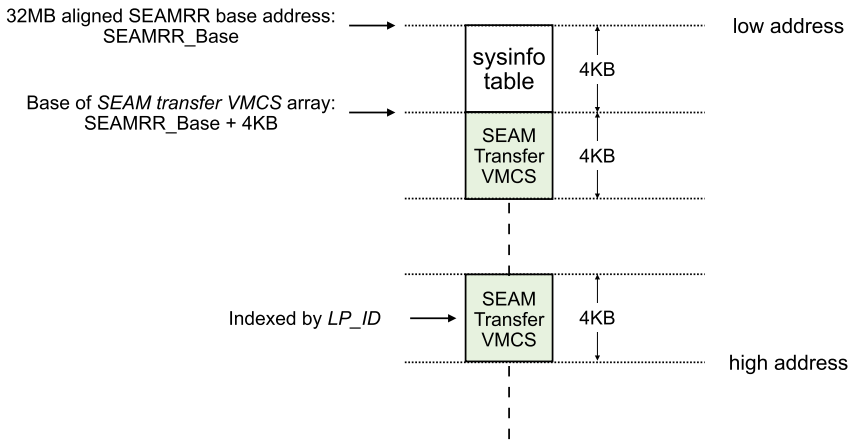 32MB aligned SEAMRR base address:
SEAMRR_Base
low address
sysinfo
table
4KB
Base of SEAM transfer VMCS array:
SEAMRR_Base + 4KB
SEAM
Transfer
VMCS
4KB
Indexed by LP_ID
SEAM
Transfer
VMCS
4KB
high address